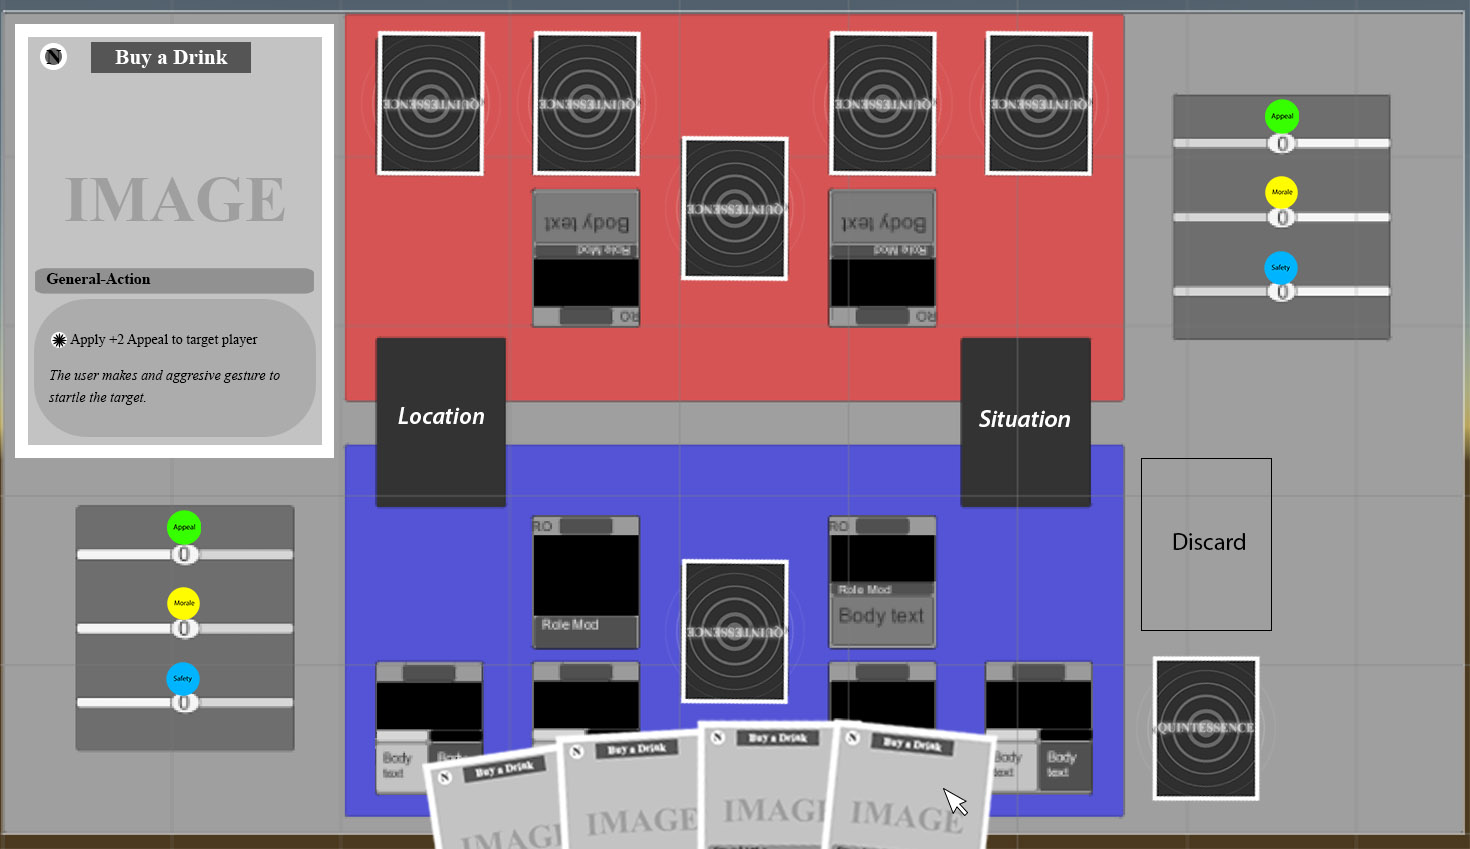 N Buy a Drink
IMAGE
General-Action
Apply +2 Appeal to target player
The user makes and aggresive gesture to
startle the target.
QUINTESSENCE
QUINTESSENCE
QUINTESSENCE
QUINTESSENCE
QUINTESSENCE
Body text
Role Mod
RO
Body text
Role Mod
RO
Appeal
0
Morale
0
Safety
0
Location
Situation
Appeal
0
Morale
0
Safety
0
RO
Role Mod
QUINTESSENCE
RO
Role Mod
Body text
Discard
QUINTESSENCE
Body
text
Body
text
Body
text
N Buy a Drink
IMAGE
N Buy a Drink
IMAGE
N Buy a Drink
IMAGE
N Buy a Drink
IMAGE